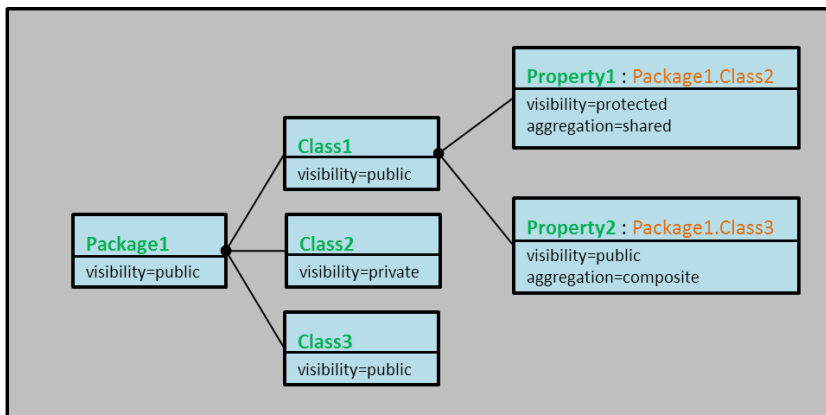 Property1 : Package1.Class2
visibility=protected
aggregation=shared
Class1
visibility=public
Package1
visibility=public
Class2
visibility=private
Property2 : Package1.Class3
visibility=public
aggregation=composite
Class3
visibility=public